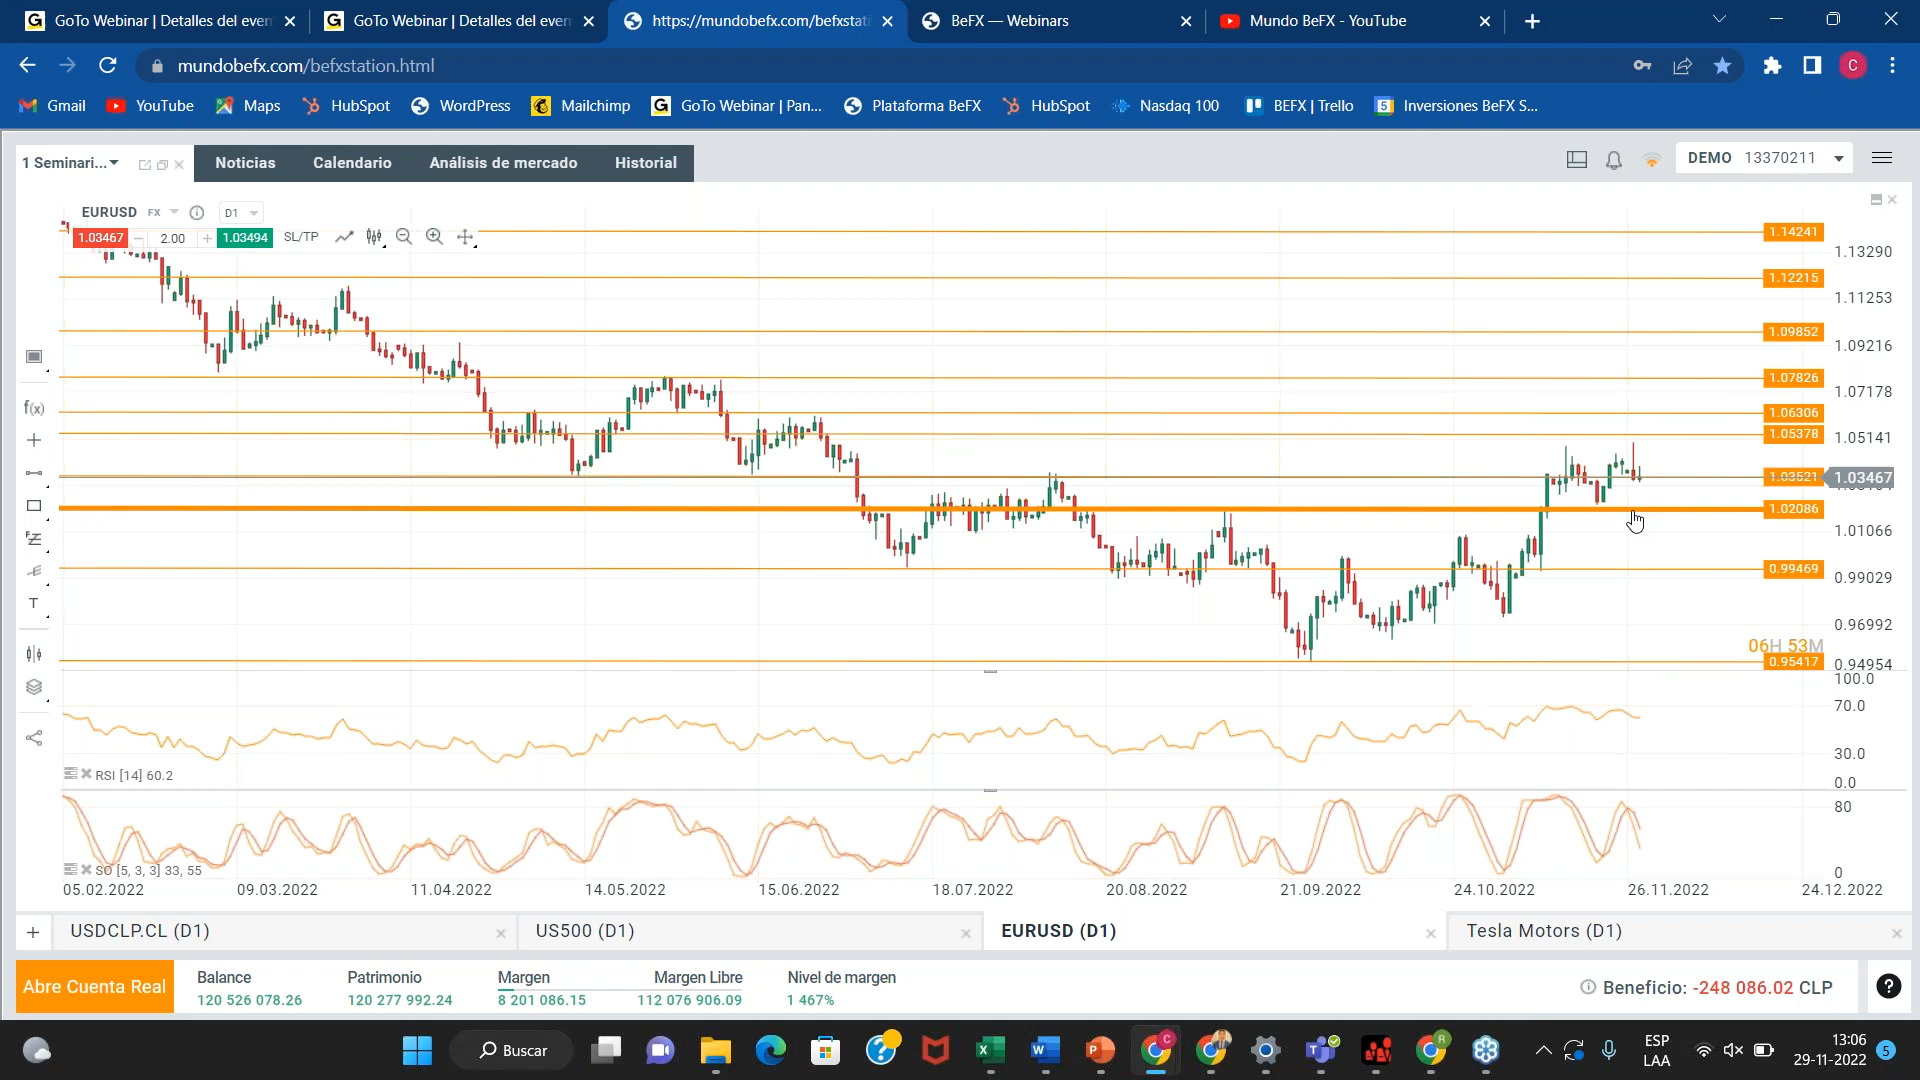 GoTo Webinar | Detalles del even
GoTo Webinar | Detalles del even
https://mundobefx.com/befxstati
BeFX — Webinars
Mundo BeFX - YouTube
mundobefx.com/befxstation.html
C
Gmail
YouTube
Maps
HubSpot
WordPress
Mailchimp
GoTo Webinar | Pan...
Plataforma BeFX
HubSpot
Nasdaq 100
BEFX | Trello
5
Inversiones BeFX S...
1 Seminari...
Noticias
Calendario
Análisis de mercado
Historial
DEMO 13370211
EURUSD FX
D1
1.03467
2.00
1.03494
SL/TP
f(x)
T
1.14241
1.13290
1.12215
1.11253
1.09852
1.09216
1.07826
1.07178
1.06306
1.05378
1.05141
1.03521
1.03467
1.02086
1.01066
0.99469
0.99029
0.96992
06H 53M
0.95417
0.94954
100.0
70.0
30.0
0.0
RSI [14] 60.2
80
0
SO [5, 3, 3] 33, 55
05.02.2022
09.03.2022
11.04.2022
14.05.2022
15.06.2022
18.07.2022
20.08.2022
21.09.2022
24.10.2022
26.11.2022
24.12.2022
USDCLP.CL (D1)
US500 (D1)
EURUSD (D1)
Tesla Motors (D1)
Abre Cuenta Real
Balance
120 526 078.26
Patrimonio
120 277 992.24
Margen
8 201 086.15
Margen Libre
112 076 906.09
Nivel de margen
1 467%
Beneficio: -248 086.02 CLP
?
Buscar
ESP
LAA
13:06
29-11-2022
5